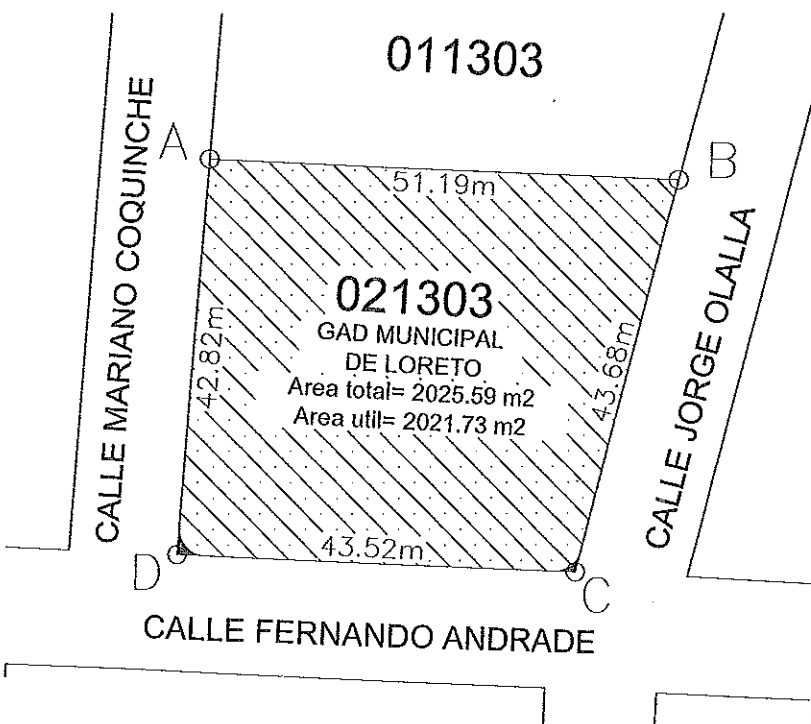 011303
A
B
51.19m
CALLE MARIANO COQUINCHE
42.82m
021303
GAD MUNICIPAL
DE LORETO
Area total= 2025.59 m2
Area util= 2021.73 m2
43.68m
CALLE JORGE OLALLA
43.52m
D
C
CALLE FERNANDO ANDRADE